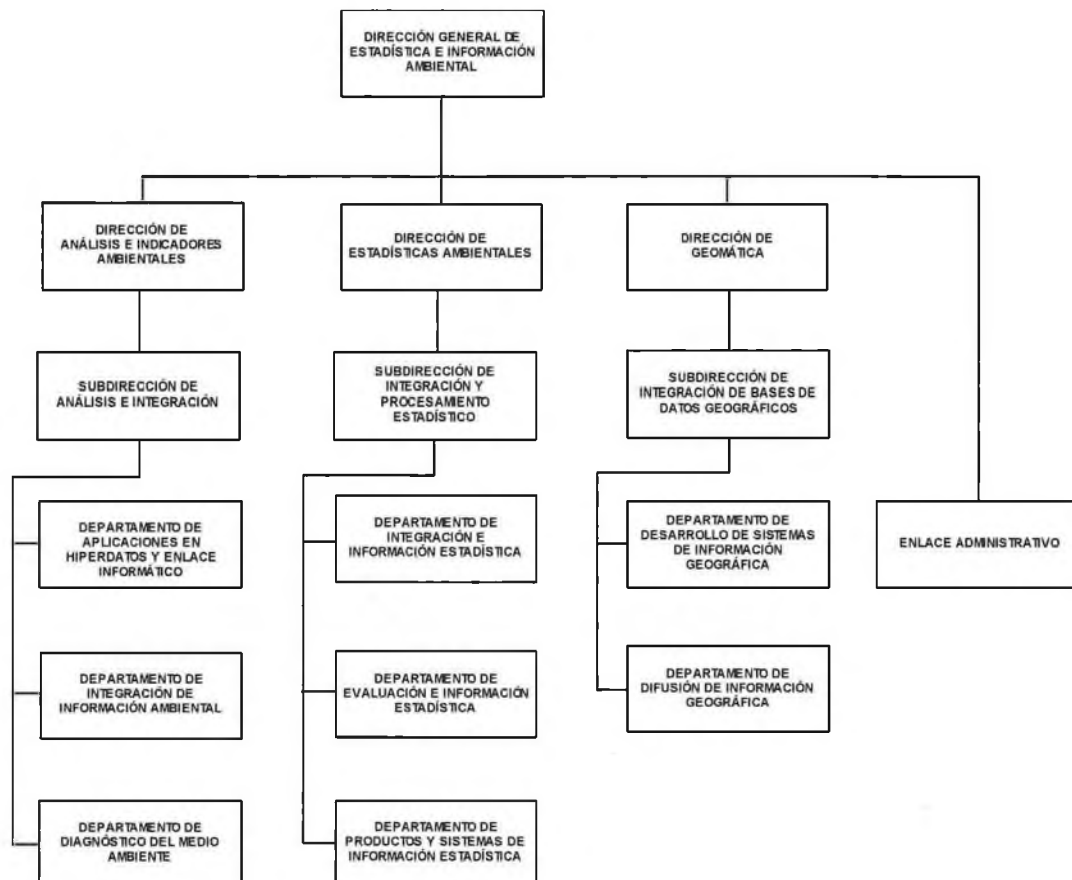 DIRECCIÓN GENERAL DE
ESTADÍSTICA E INFORMACIÓN
AMBIENTAL
DIRECCIÓN DE
ANÁLISIS E INDICADORES
AMBIENTALES
DIRECCIÓN DE
ESTADÍSTICAS AMBIENTALES
DIRECCIÓN DE
GEOMÁTICA
SUBDIRECCIÓN DE
ANÁLISIS E INTEGRACIÓN
SUBDIRECCIÓN DE
INTEGRACIÓN Y
PROCESAMIENTO
ESTADÍSTICO
SUBDIRECCIÓN DE
INTEGRACIÓN DE BASES DE
DATOS GEOGRÁFICOS
DEPARTAMENTO DE
APLICACIONES EN
HIPERDATOS Y ENLACE
INFORMÁTICO
DEPARTAMENTO DE
INTEGRACIÓN E
INFORMACIÓN ESTADÍSTICA
DEPARTAMENTO DE
DESARROLLO DE SISTEMAS
DE INFORMACIÓN
GEOGRÁFICA
ENLACE ADMINISTRATIVO
DEPARTAMENTO DE
INTEGRACIÓN DE
INFORMACIÓN AMBIENTAL
DEPARTAMENTO DE
EVALUACIÓN E INFORMACIÓN
ESTADÍSTICA
DEPARTAMENTO DE
DIFUSIÓN DE INFORMACIÓN
GEOGRÁFICA
DEPARTAMENTO DE
DIAGNÓSTICO DEL MEDIO
AMBIENTE
DEPARTAMENTO DE
PRODUCTOS Y SISTEMAS DE
INFORMACIÓN ESTADÍSTICA